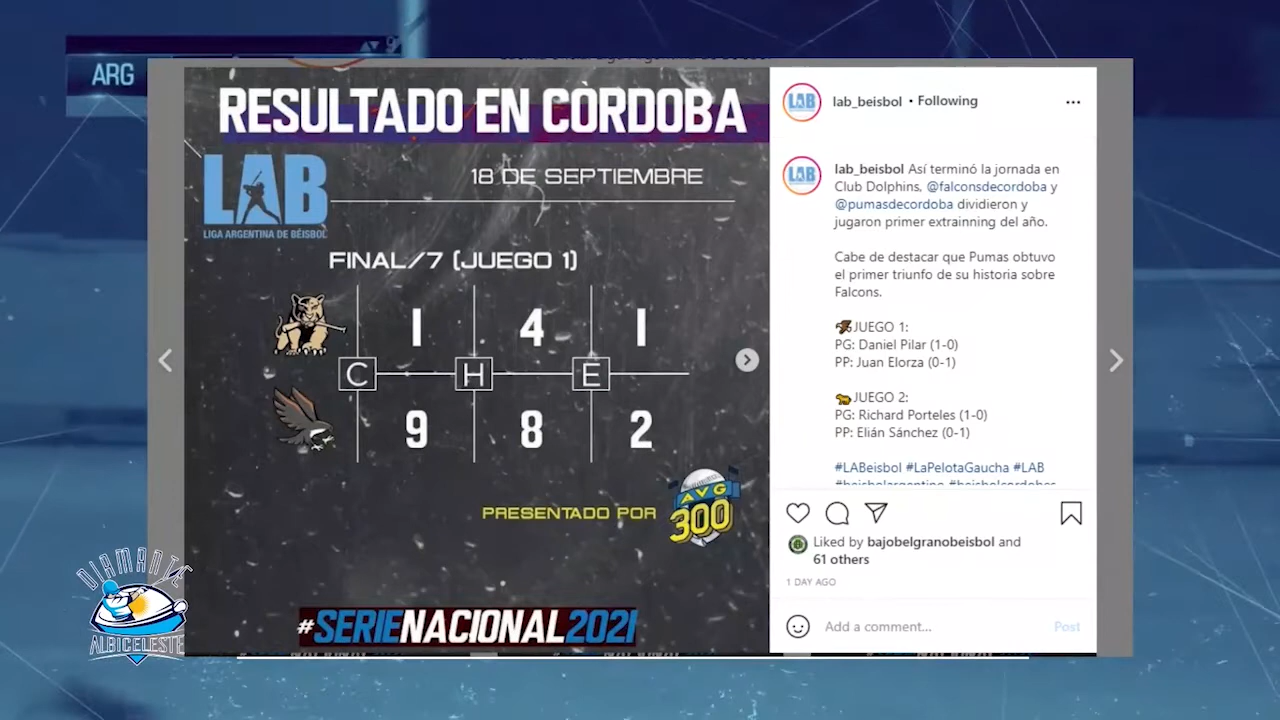 ARG
RESULTADO EN CÓRDOBA
LAB
LIGA ARGENTINA DE BÉISBOL
18 DE SEPTIEMBRE
FINAL/7 (JUEGO 1)
1 4 1
C H E
9 8 2
PRESENTADO POR
AVG
300
#SERIENACIONAL2021
DIAMANTE
ALBICELESTE
LAB
lab_beisbol • Following
LAB
lab_beisbol Así terminó la jornada en
Club Dolphins, @falconsdecordoba y
@pumasdecordoba dividieron y
jugaron primer extrainning del año.
Cabe de destacar que Pumas obtuvo
el primer triunfo de su historia sobre
Falcons.
JUEGO 1:
PG: Daniel Pilar (1-0)
PP: Juan Elorza (0-1)
JUEGO 2:
PG: Richard Porteles (1-0)
PP: Elián Sánchez (0-1)
#LABeisbol #LaPelotaGaucha #LAB
#beisbolargentino #beisbolcordobes
Liked by bajobelgranobeisbol and
61 others
1 DAY AGO
Add a comment... Post